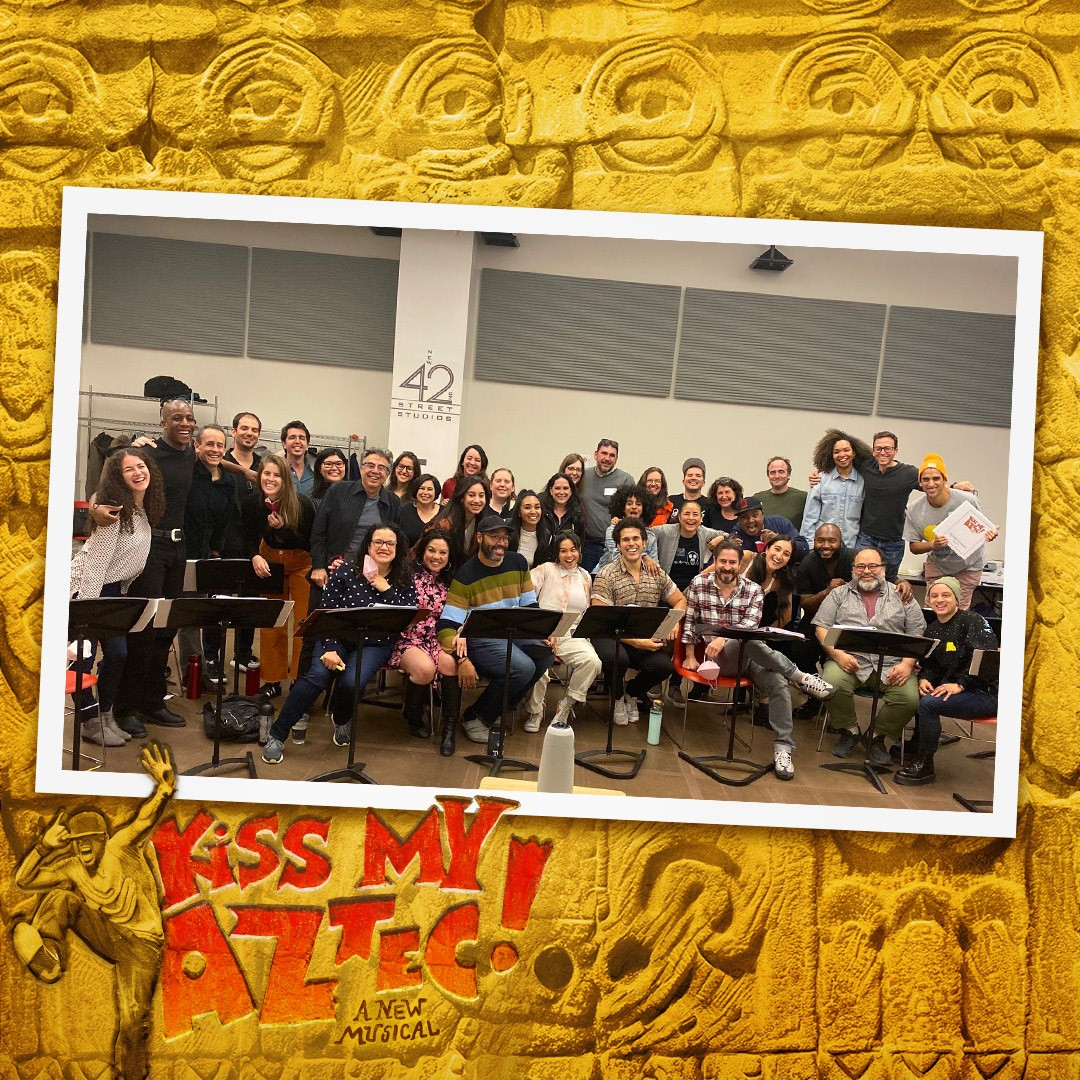 NEW
42ND
STREET
STUDIOS
KiSS MY
AZTEC!
A NEW
MUSICAL